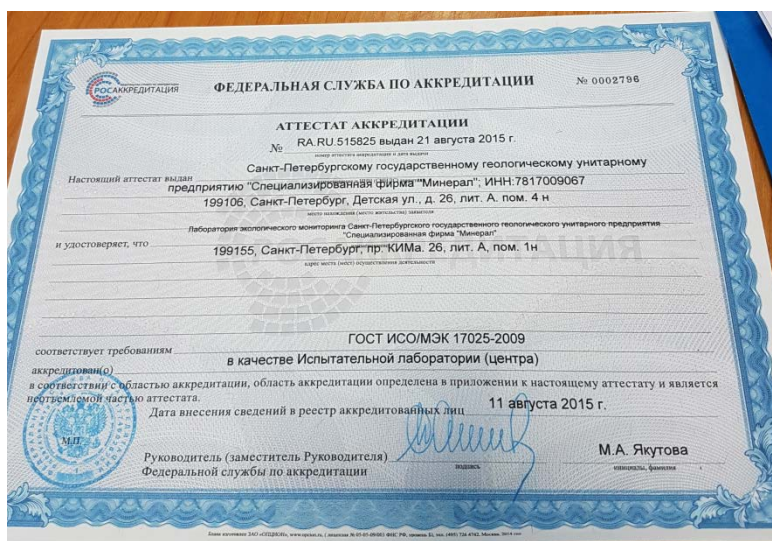 РОСАККРЕДИТАЦИЯ
ФЕДЕРАЛЬНАЯ СЛУЖБА ПО АККРЕДИТАЦИИ
№ 0002796
АТТЕСТАТ АККРЕДИТАЦИИ
№ RA.RU.515825 выдан 21 августа 2015 г.
номер аттестата аккредитации и дата выдачи
Настоящий аттестат выдан Санкт-Петербургскому государственному геологическому унитарному
предприятию "Специализированная фирма "Минерал"; ИНН:7817009067
199106, Санкт-Петербург, Детская ул., д. 26, лит. А. пом. 4 н
место нахождения (место жительства) заявителя
Лаборатория экологического мониторинга Санкт-Петербургского государственного геологического унитарного предприятия
"Специализированная фирма "Минерал"
и удостоверяет, что
199155, Санкт-Петербург, пр. КИМа. 26, лит. А, пом. 1н
адрес места (мест) осуществления деятельности
соответствует требованиям ГОСТ ИСО/МЭК 17025-2009
аккредитован(о) в качестве Испытательной лаборатории (центра)
в соответствии с областью аккредитации, область аккредитации определена в приложении к настоящему аттестату и является
неотъемлемой частью аттестата.
Дата внесения сведений в реестр аккредитованных лиц 11 августа 2015 г.
М.П.
Руководитель (заместитель Руководителя)
Федеральной службы по аккредитации
подпись
М.А. Якутова
инициалы, фамилия